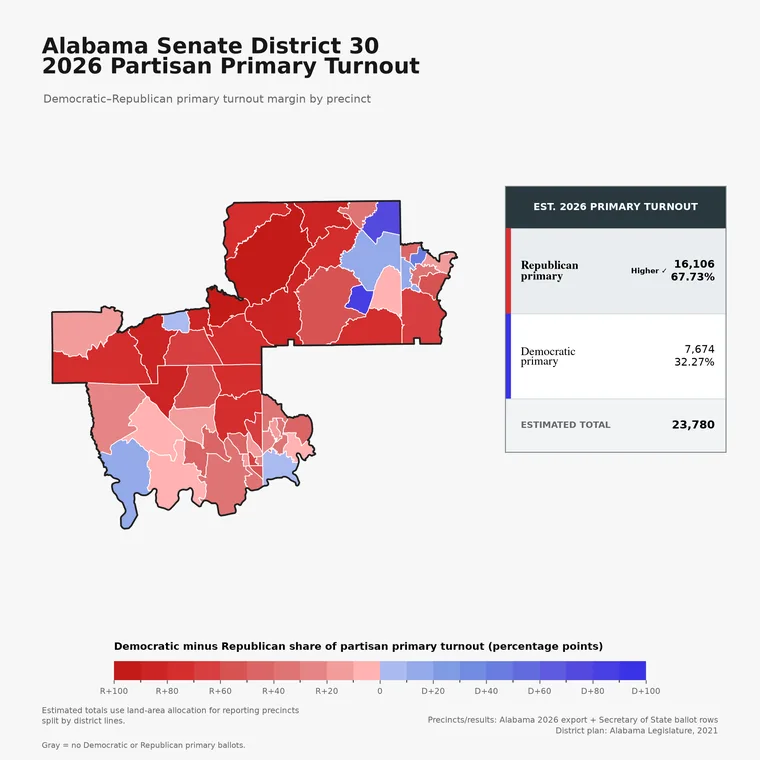 Alabama Senate District 30
2026 Partisan Primary Turnout
Democratic–Republican primary turnout margin by precinct
EST. 2026 PRIMARY TURNOUT
Republican
primary
Higher ✓
16,106
67.73%
Democratic
primary
7,674
32.27%
ESTIMATED TOTAL
23,780
Democratic minus Republican share of partisan primary turnout (percentage points)
R+100 R+80 R+60 R+40 R+20 0 D+20 D+40 D+60 D+80 D+100
Estimated totals use land-area allocation for reporting precincts
split by district lines.
Gray = no Democratic or Republican primary ballots.
Precincts/results: Alabama 2026 export + Secretary of State ballot rows
District plan: Alabama Legislature, 2021